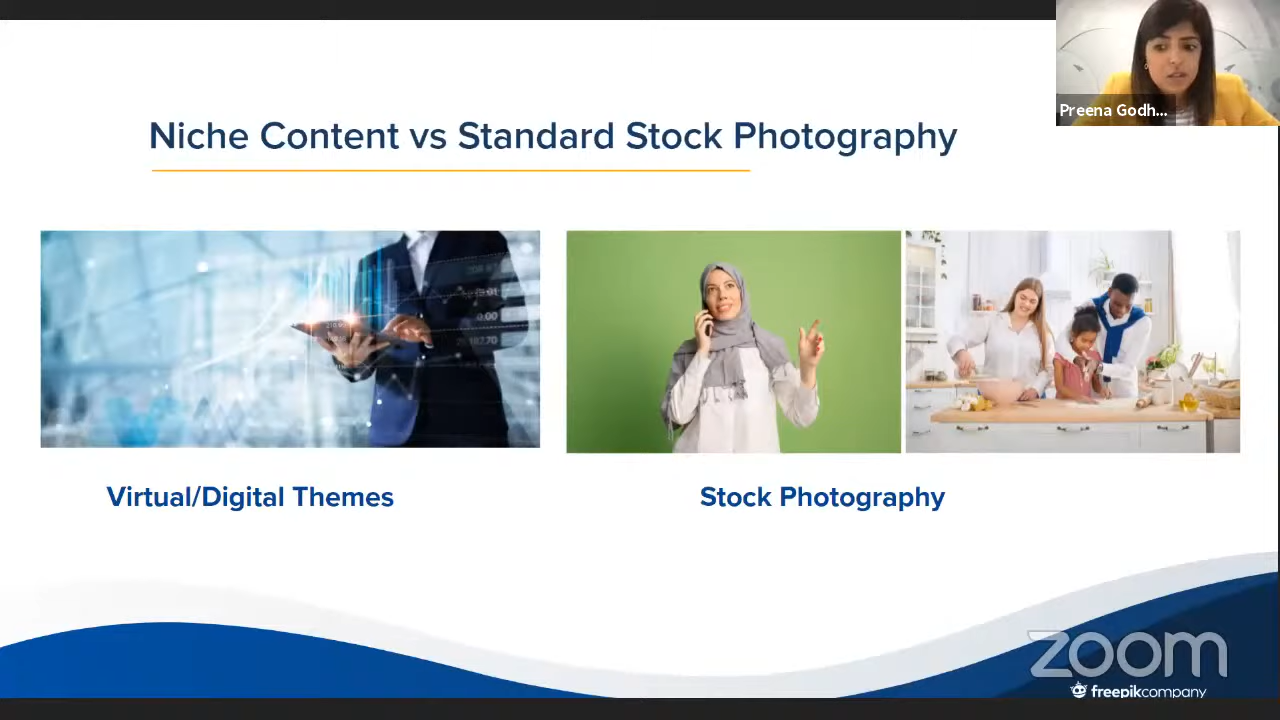 Niche Content vs Standard Stock Photography
Preena Godh...
Virtual/Digital Themes
Stock Photography
zoom
freepikcompany